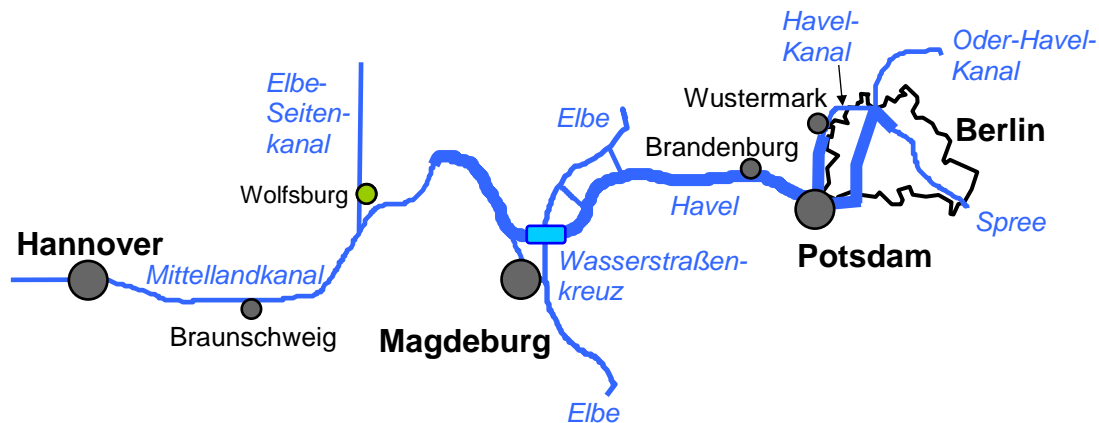 Havel-
Kanal
Oder-Havel-
Kanal
Elbe-
Seiten-
kanal
Wustermark
Elbe
Berlin
Brandenburg
Wolfsburg
Havel
Spree
Hannover
Potsdam
Mittellandkanal
Wasserstraßen-
kreuz
Braunschweig
Magdeburg
Elbe